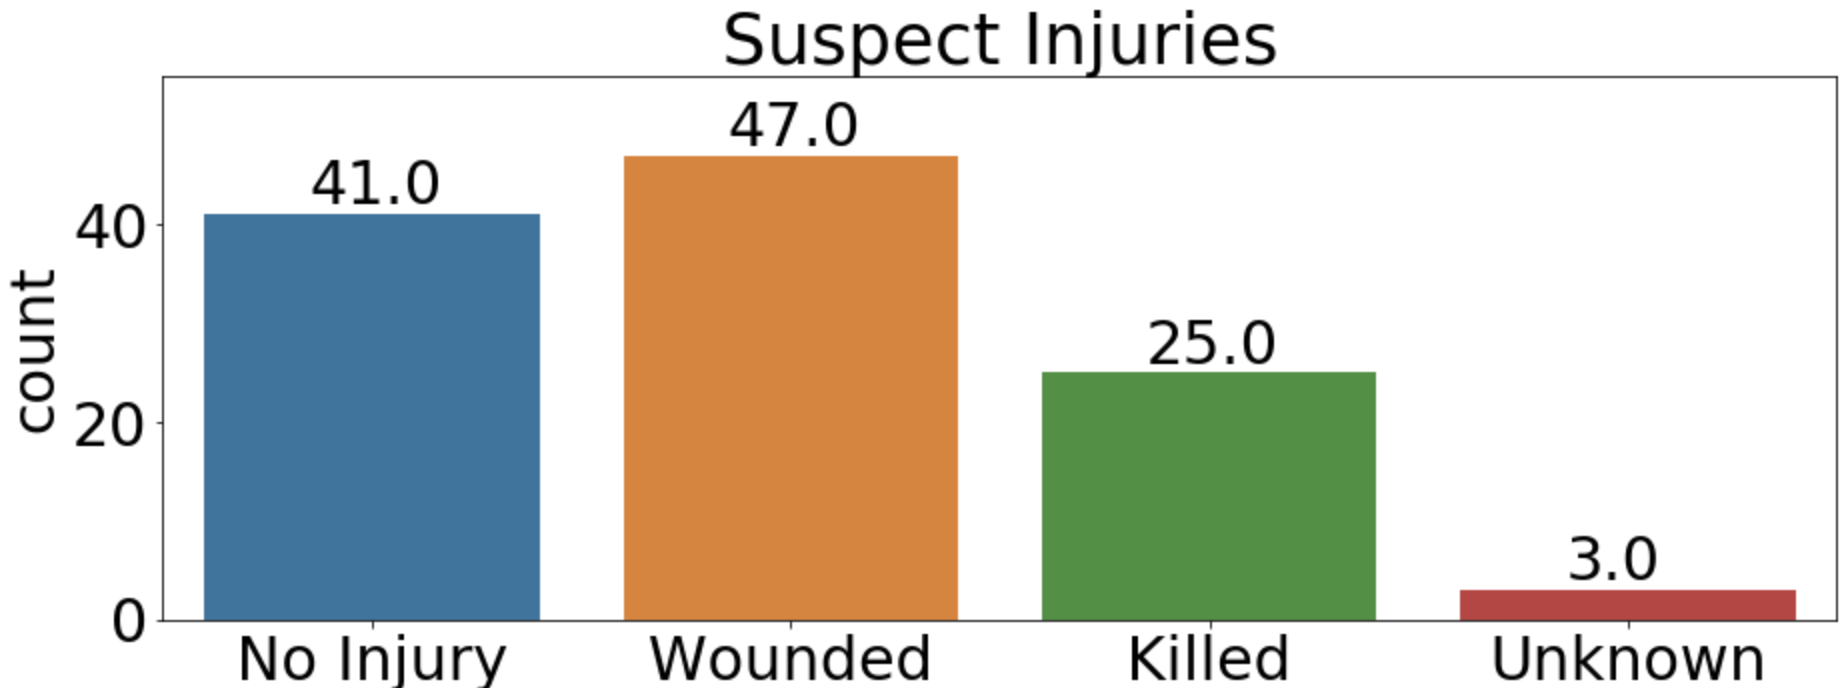 Suspect Injuries
47.0
41.0
40
25.0
count
20
3.0
0
No Injury
Wounded
Killed
Unknown